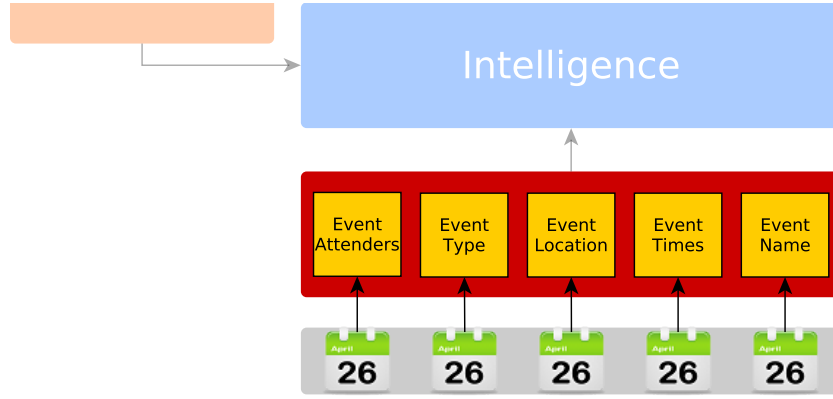 Intelligence
Event
Attenders
Event
Type
Event
Location
Event
Times
Event
Name
April
26
April
26
April
26
April
26
April
26